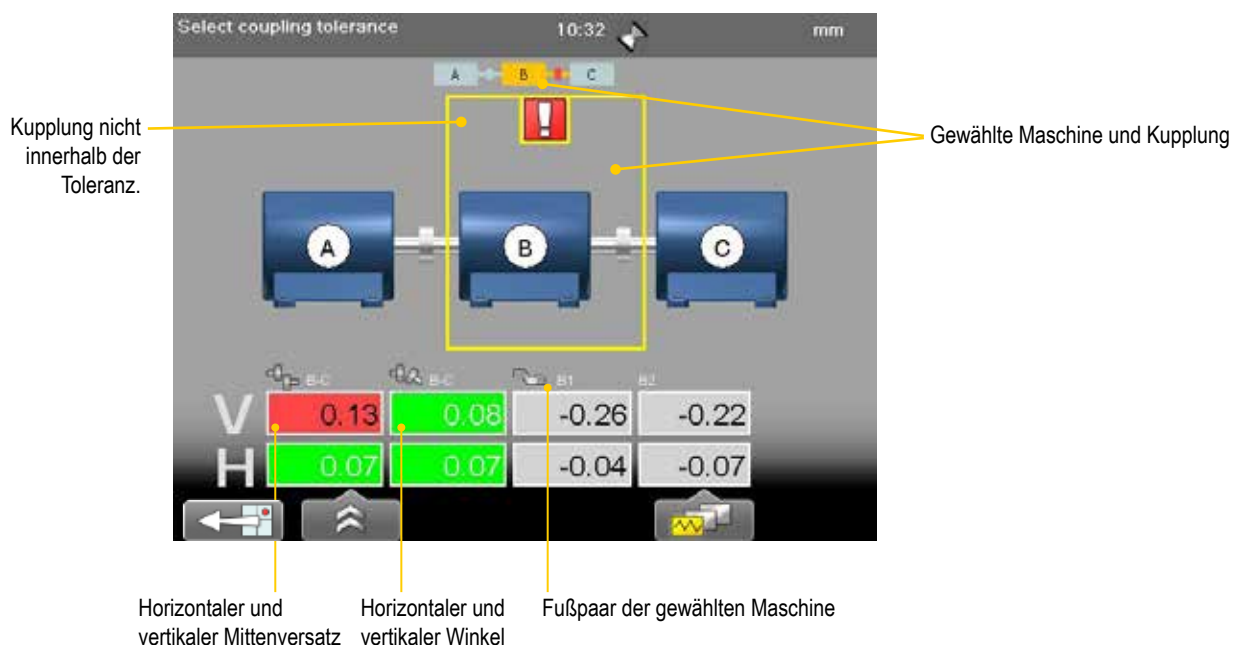 Select coupling tolerance 10:32 mm
A B C
Kupplung nicht
innerhalb der
Toleranz.
Gewählte Maschine und Kupplung
A B C
B-C B-C B1 B2
V 0.13 0.08 -0.26 -0.22
H 0.07 0.07 -0.04 -0.07
Horizontaler und
vertikaler Mittenversatz
Horizontaler und
vertikaler Winkel
Fußpaar der gewählten Maschine